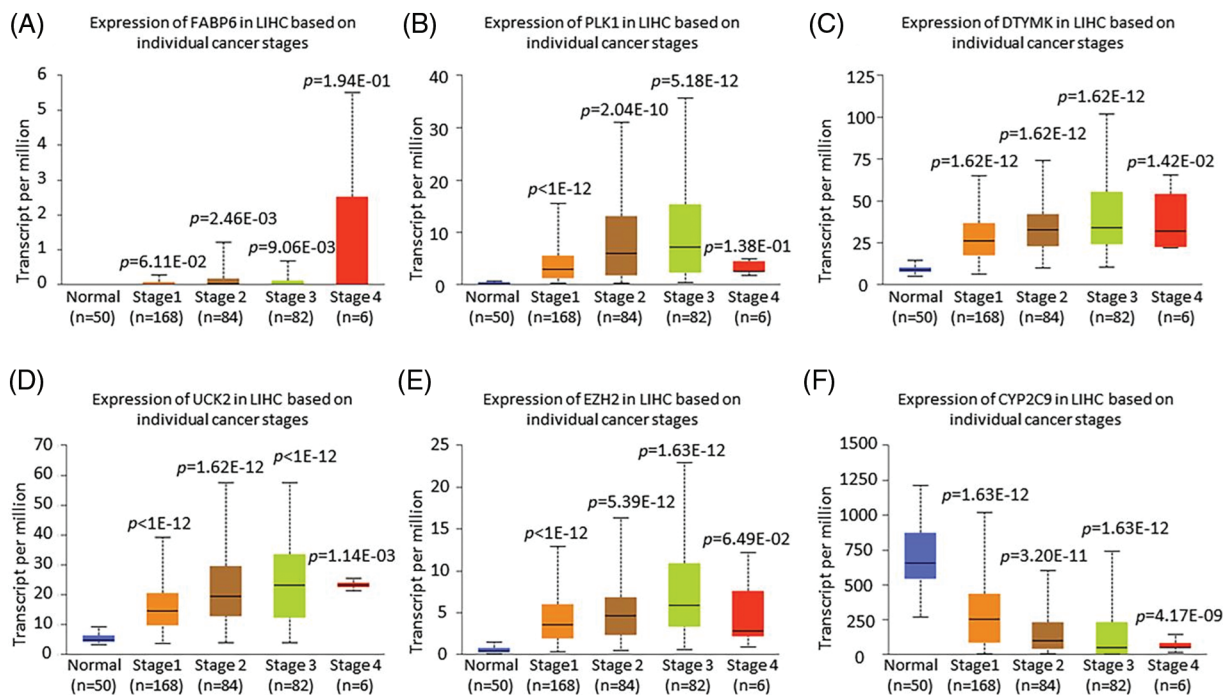 (A)
Expression of FABP6 in LIHC based on
individual cancer stages
Transcript per million
6
5
4
3
2
1
0
p=6.11E-02
p=2.46E-03
p=9.06E-03
p=1.94E-01
Normal Stage1 Stage 2 Stage 3 Stage 4
(n=50) (n=168) (n=84) (n=82) (n=6)
(B)
Expression of PLK1 in LIHC based on
individual cancer stages
Transcript per million
40
30
20
10
0
p<1E-12
p=2.04E-10
p=5.18E-12
p=1.38E-01
Normal Stage1 Stage 2 Stage 3 Stage 4
(n=50) (n=168) (n=84) (n=82) (n=6)
(C)
Expression of DTYMK in LIHC based on
individual cancer stages
Transcript per million
125
100
75
50
25
0
p=1.62E-12
p=1.62E-12
p=1.62E-12
p=1.42E-02
Normal Stage1 Stage 2 Stage 3 Stage 4
(n=50) (n=168) (n=84) (n=82) (n=6)
(D)
Expression of UCK2 in LIHC based on
individual cancer stages
Transcript per million
70
60
50
40
30
20
10
0
p<1E-12
p=1.62E-12
p<1E-12
p=1.14E-03
Normal Stage1 Stage 2 Stage 3 Stage 4
(n=50) (n=168) (n=84) (n=82) (n=6)
(E)
Expression of EZH2 in LIHC based on
individual cancer stages
Transcript per million
25
20
15
10
5
0
p<1E-12
p=5.39E-12
p=1.63E-12
p=6.49E-02
Normal Stage1 Stage 2 Stage 3 Stage 4
(n=50) (n=168) (n=84) (n=82) (n=6)
(F)
Expression of CYP2C9 in LIHC based on
individual cancer stages
Transcript per million
1500
1250
1000
750
500
250
0
p=1.63E-12
p=3.20E-11
p=1.63E-12
p=4.17E-09
Normal Stage1 Stage 2 Stage 3 Stage 4
(n=50) (n=168) (n=84) (n=82) (n=6)